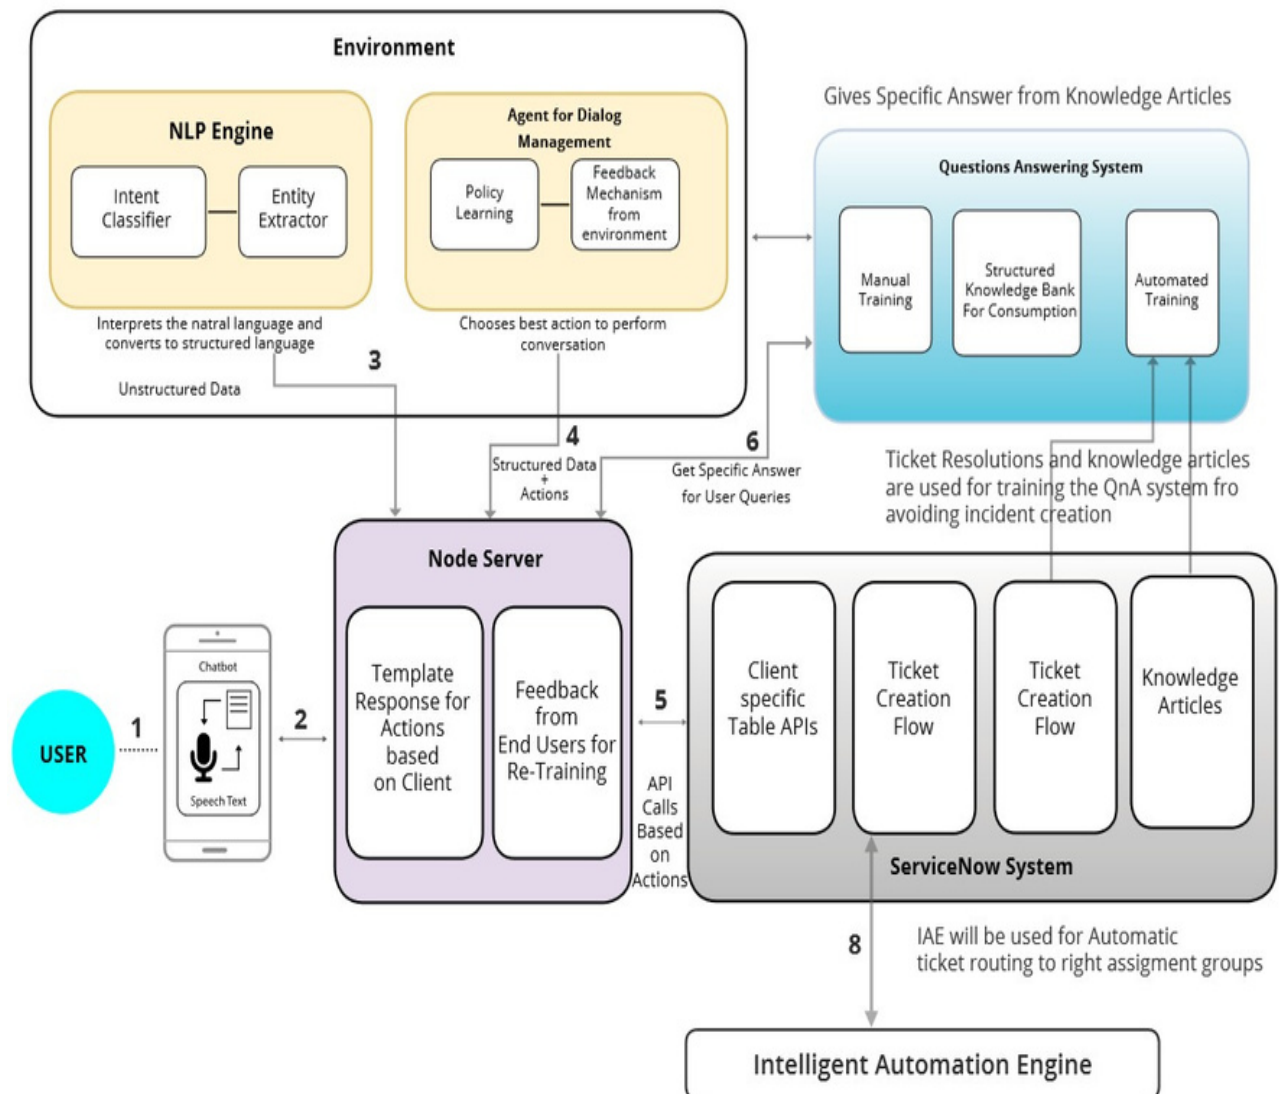 Environment
NLP Engine
Intent
Classifier
Entity
Extractor
Interprets the natral language and
converts to structured language
Unstructured Data
3
Agent for Dialog
Management
Policy
Learning
Feedback
Mechanism
from
environment
Chooses best action to perform
conversation
4
Structured Data
+
Actions
Gives Specific Answer from Knowledge Articles
Questions Answering System
Manual
Training
Structured
Knowledge Bank
For Consumption
Automated
Training
6
Get Specific Answer
for User Queries
Ticket Resolutions and knowledge articles
are used for training the QnA system fro
avoiding incident creation
USER
1
Chatbot
Speech Text
2
Node Server
Template
Response for
Actions
based
on Client
Feedback
from
End Users for
Re-Training
5
API
Calls
Based
on
Actions
Client
specific
Table APIs
Ticket
Creation
Flow
Ticket
Creation
Flow
Knowledge
Articles
ServiceNow System
8
IAE will be used for Automatic
ticket routing to right assigment groups
Intelligent Automation Engine